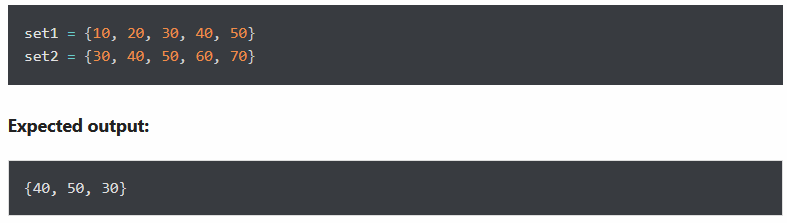 set1 = {10, 20, 30, 40, 50}
set2 = {30, 40, 50, 60, 70}
Expected output:
{40, 50, 30}